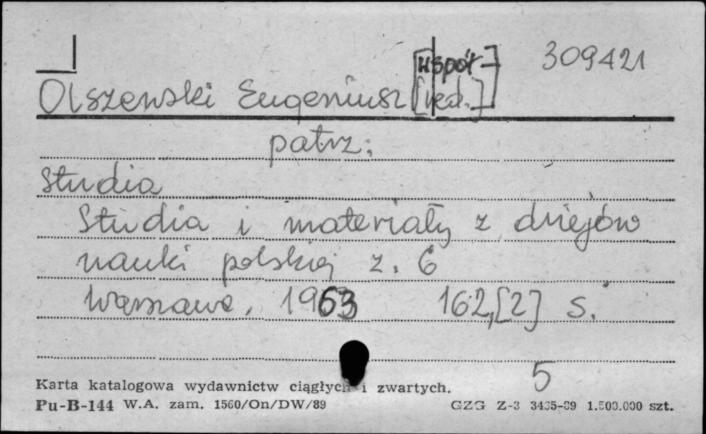 [współ-] 309421
Olszewski Eugeniusz [red.]
patrz:
Studia
Studia i materiały z dziejów
nauki polskiej z. 6
Warszawa, 1963 162,[2] s.
5
Karta katalogowa wydawnictw ciągłych i zwartych.
Pu-B-144 W.A. zam. 1560/On/DW/89 GZG Z-3 3435-89 1.500.000 szt.